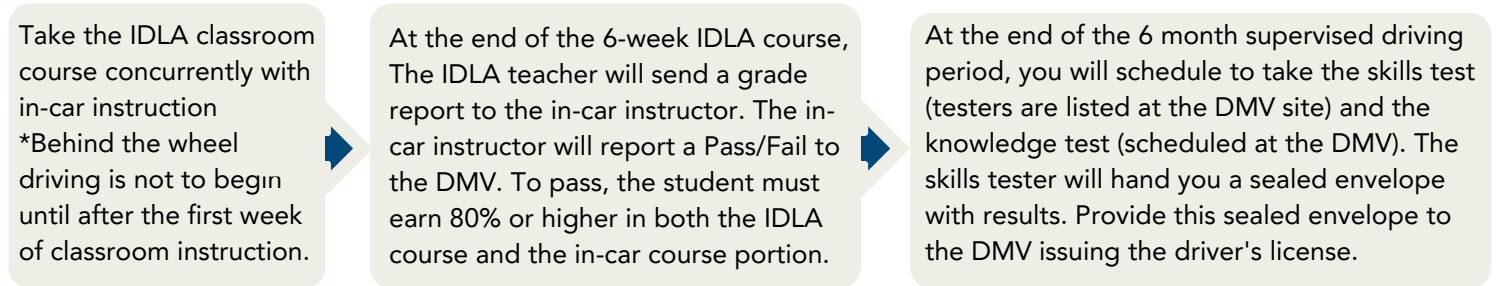 Take the IDLA classroom
course concurrently with
in-car instruction
*Behind the wheel
driving is not to begin
until after the first week
of classroom instruction.
At the end of the 6-week IDLA course,
The IDLA teacher will send a grade
report to the in-car instructor. The in-
car instructor will report a Pass/Fail to
the DMV. To pass, the student must
earn 80% or higher in both the IDLA
course and the in-car course portion.
At the end of the 6 month supervised driving
period, you will schedule to take the skills test
(testers are listed at the DMV site) and the
knowledge test (scheduled at the DMV). The
skills tester will hand you a sealed envelope
with results. Provide this sealed envelope to
the DMV issuing the driver's license.